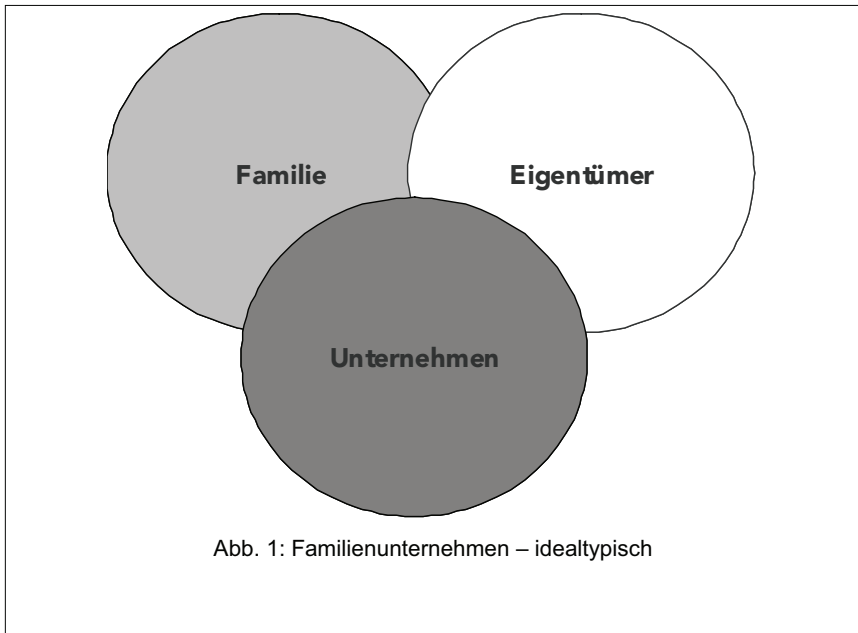 Familie
Eigentümer
Unternehmen
Abb. 1: Familienunternehmen – idealtypisch